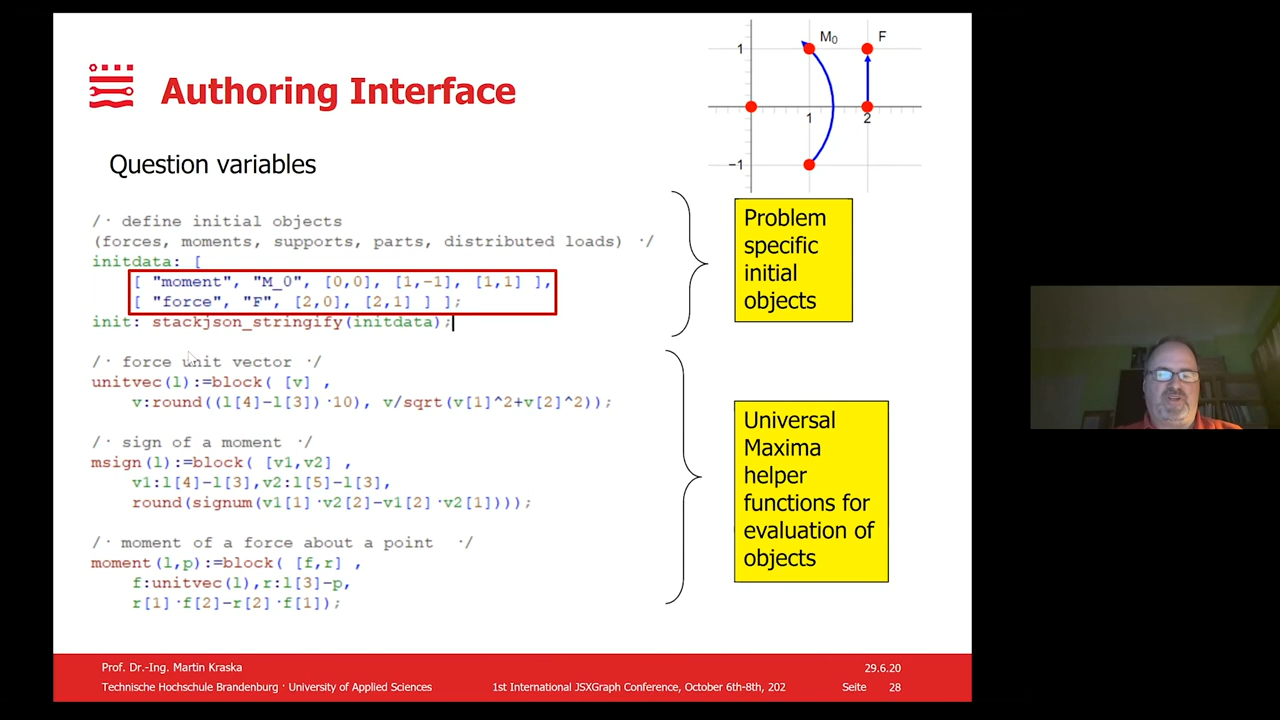 Authoring Interface
Question variables
/· define initial objects
(forces, moments, supports, parts, distributed loads) ·/
initdata: [
[ "moment", "M_0", [0,0], [1,-1], [1,1] ],
[ "force", "F", [2,0], [2,1] ] ];
init: stackjson_stringify(initdata);
/· force unit vector ·/
unitvec(l):=block( [v] ,
v:round((l[4]-l[3])·10), v/sqrt(v[1]^2+v[2]^2));
/· sign of a moment ·/
msign(l):=block( [v1,v2] ,
v1:l[4]-l[3],v2:l[5]-l[3],
round(signum(v1[1]·v2[2]-v1[2]·v2[1])));
/· moment of a force about a point ·/
moment(l,p):=block( [f,r] ,
f:unitvec(l),r:l[3]-p,
r[1]·f[2]-r[2]·f[1]);
M0 F
1
1 2
−1
Problem
specific
initial
objects
Universal
Maxima
helper
functions for
evaluation of
objects
Prof. Dr.-Ing. Martin Kraska
29.6.20
Technische Hochschule Brandenburg · University of Applied Sciences
1st International JSXGraph Conference, October 6th-8th, 202
Seite 28